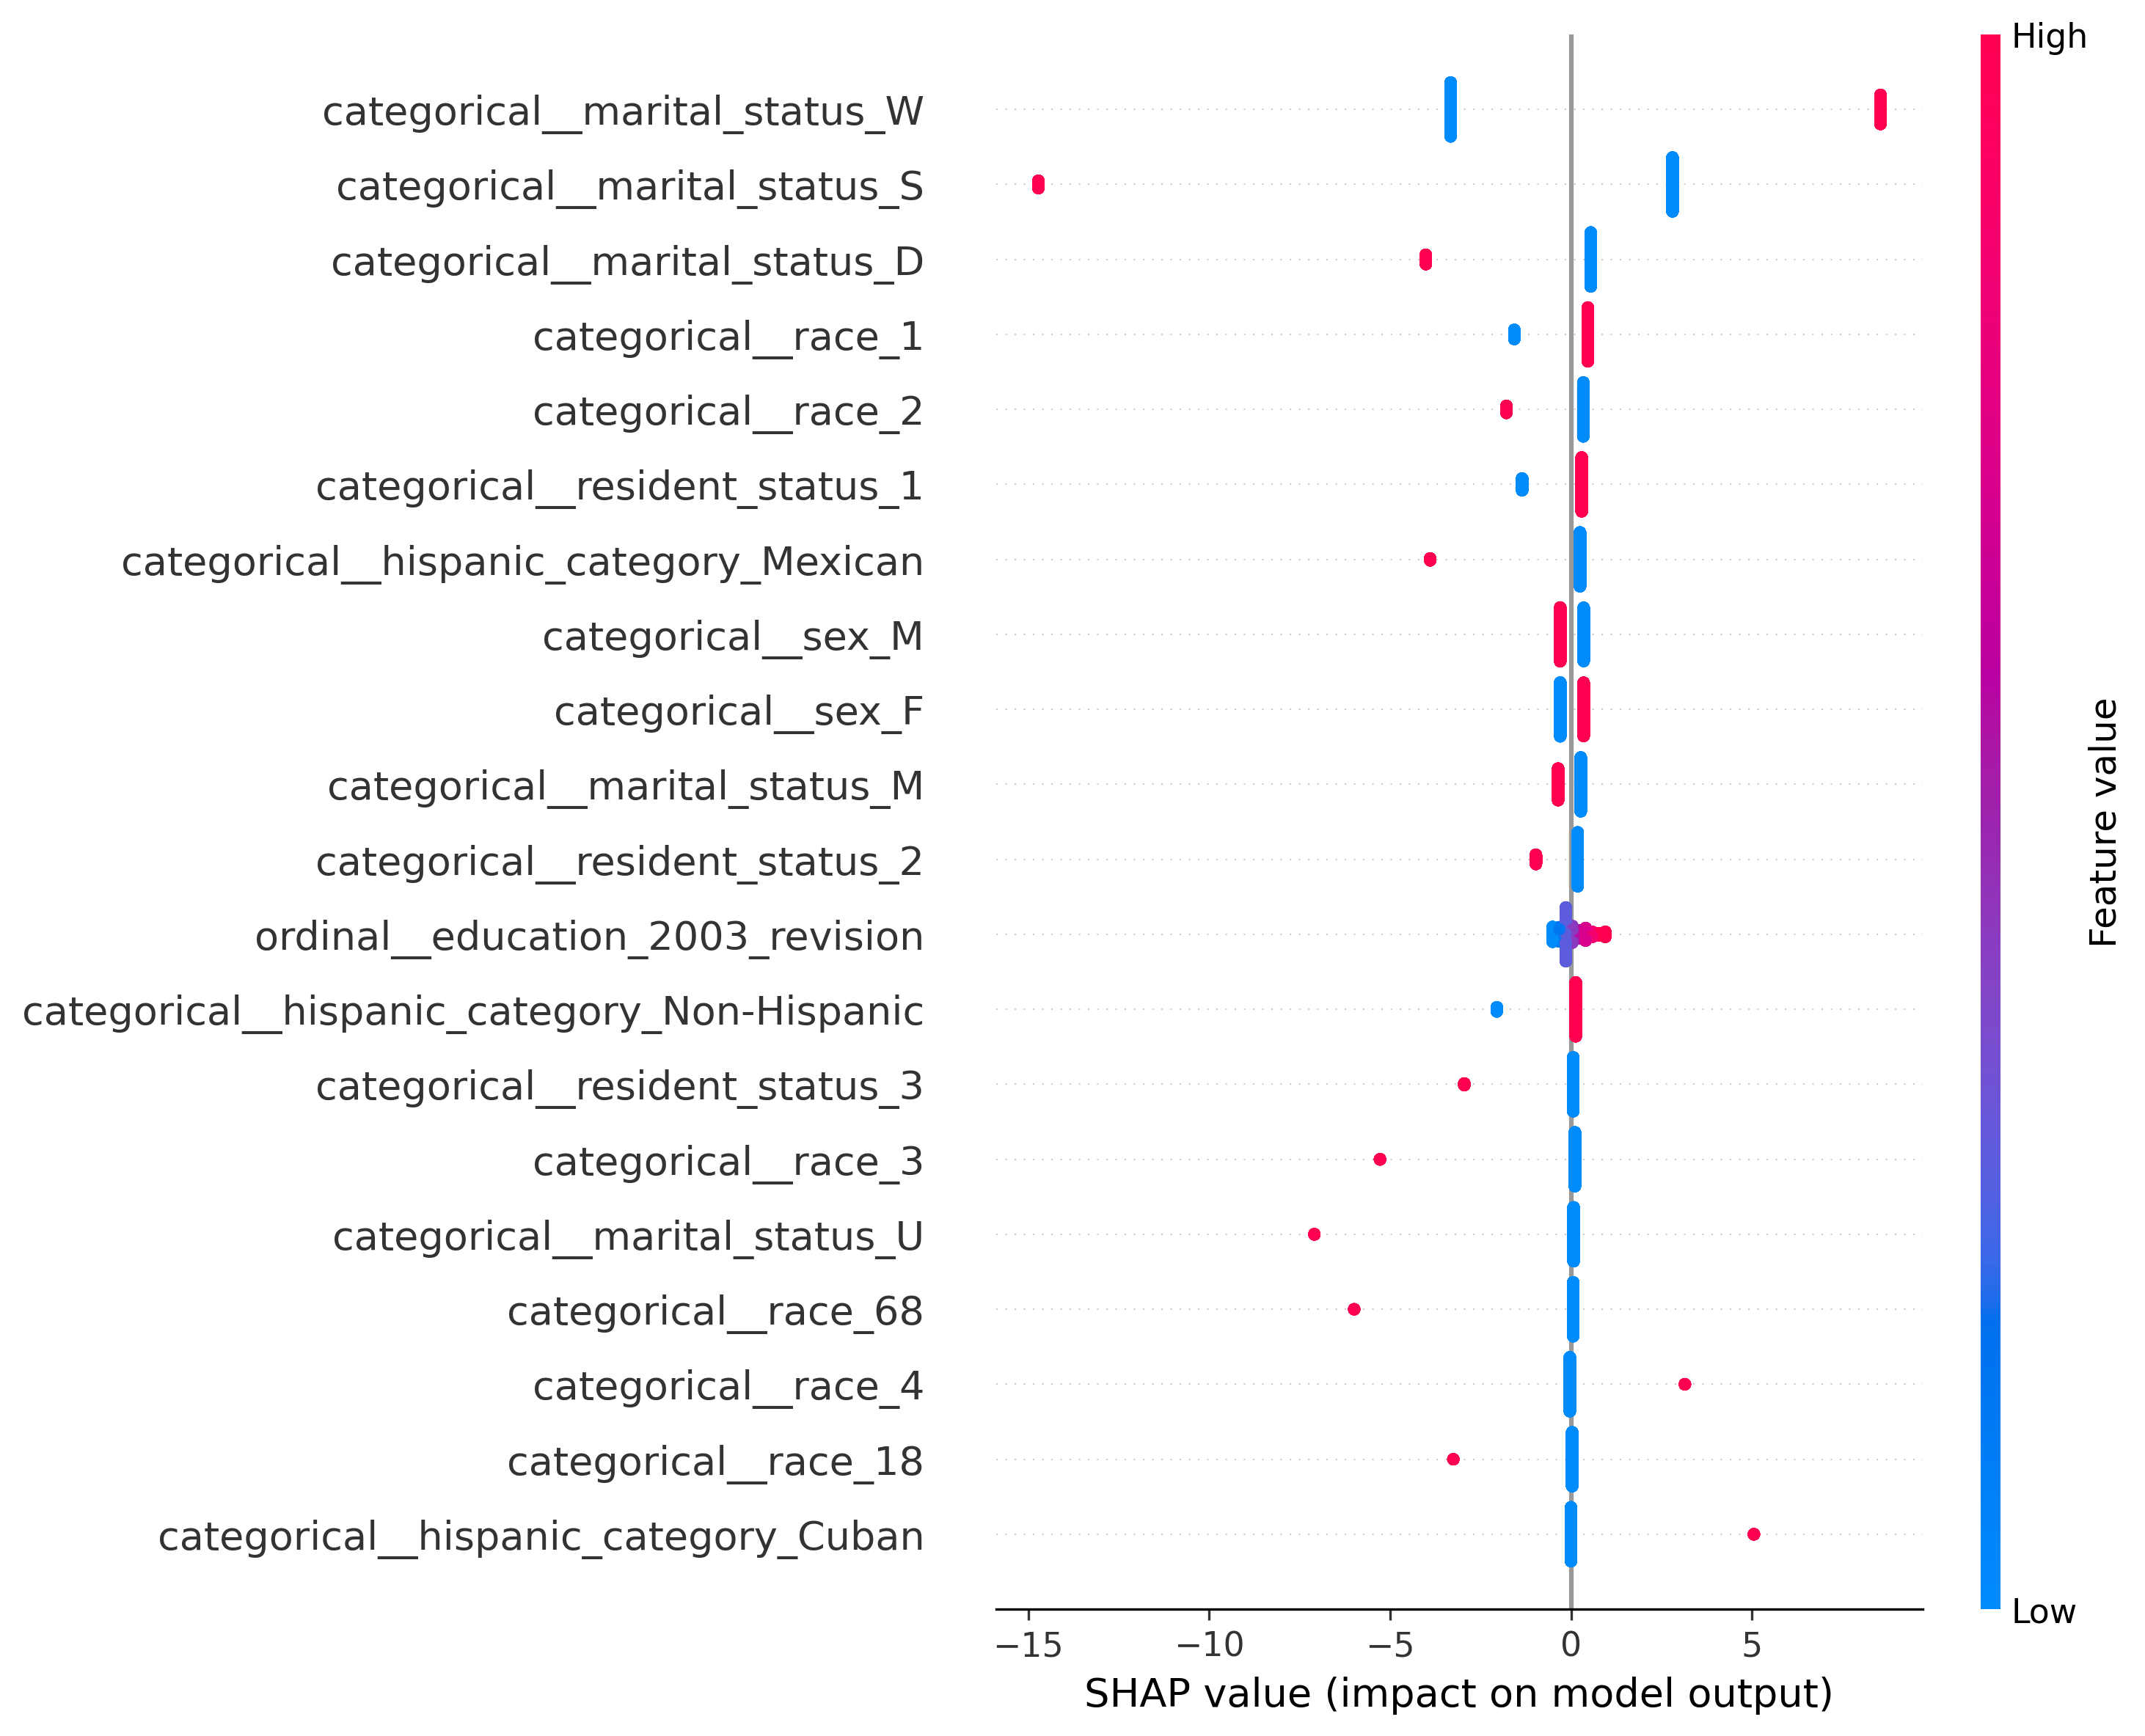 High
categorical__marital_status_W
categorical__marital_status_S
categorical__marital_status_D
categorical__race_1
categorical__race_2
categorical__resident_status_1
categorical__hispanic_category_Mexican
categorical__sex_M
categorical__sex_F
categorical__marital_status_M
categorical__resident_status_2
ordinal__education_2003_revision
categorical__hispanic_category_Non-Hispanic
categorical__resident_status_3
categorical__race_3
categorical__marital_status_U
categorical__race_68
categorical__race_4
categorical__race_18
categorical__hispanic_category_Cuban
Feature value
Low
−15 −10 −5 0 5
SHAP value (impact on model output)